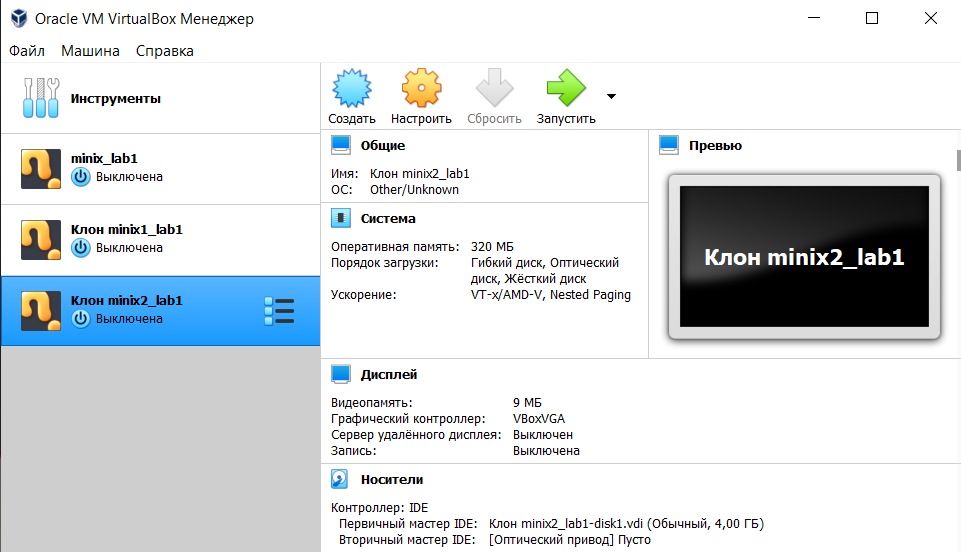 Oracle VM VirtualBox Менеджер
Файл Машина Справка
Инструменты
minix_lab1
Выключена
Клон minix1_lab1
Выключена
Клон minix2_lab1
Выключена
Создать Настроить Сбросить Запустить
Общие
Имя: Клон minix2_lab1
ОС: Other/Unknown
Система
Оперативная память: 320 МБ
Порядок загрузки: Гибкий диск, Оптический
диск, Жёсткий диск
Ускорение: VT-x/AMD-V, Nested Paging
Превью
Клон minix2_lab1
Дисплей
Видеопамять: 9 МБ
Графический контроллер: VBoxVGA
Сервер удалённого дисплея: Выключен
Запись: Выключена
Носители
Контроллер: IDE
Первичный мастер IDE: Клон minix2_lab1-disk1.vdi (Обычный, 4,00 ГБ)
Вторичный мастер IDE: [Оптический привод] Пусто